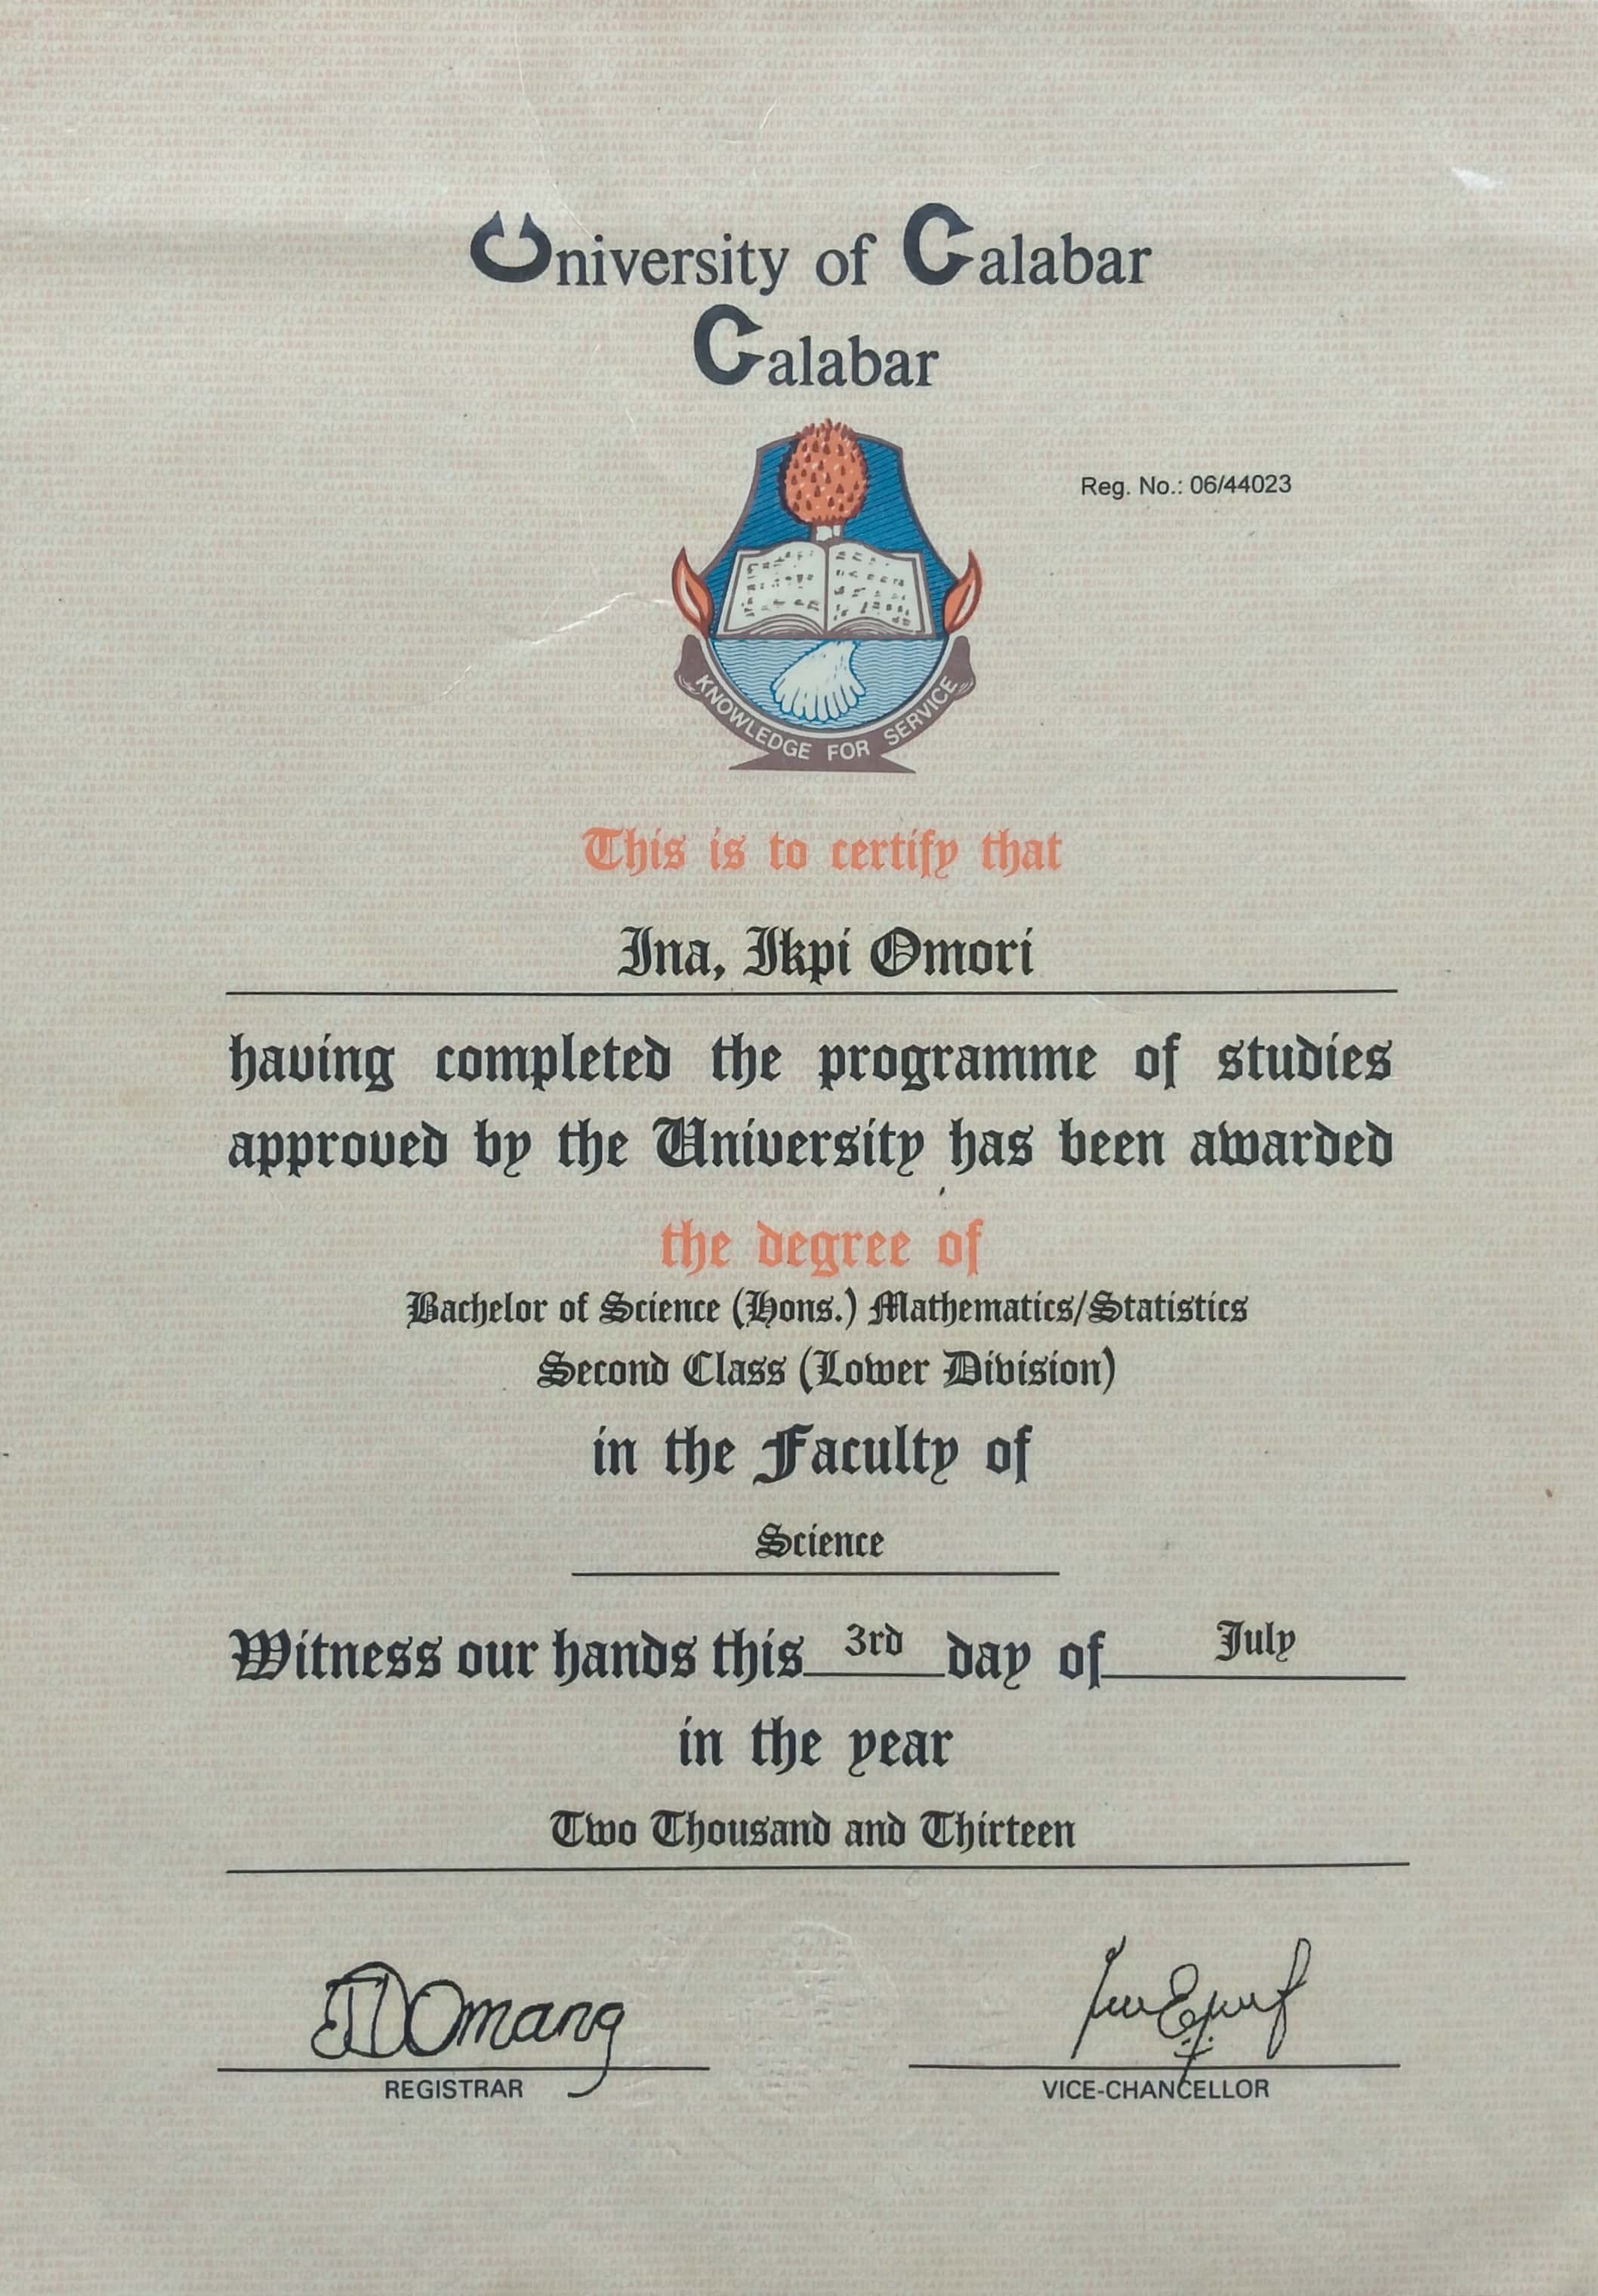 University of Calabar
Calabar
Reg. No.: 06/44023
KNOWLEDGE FOR SERVICE
This is to certify that
Ina, Ikpi Omori
having completed the programme of studies
approved by the University has been awarded
the degree of
Bachelor of Science (Hons.) Mathematics/Statistics
Second Class (Lower Division)
in the Faculty of
Science
Witness our hands this 3rd day of July
in the year
Two Thousand and Thirteen
Omang
REGISTRAR
VICE-CHANCELLOR